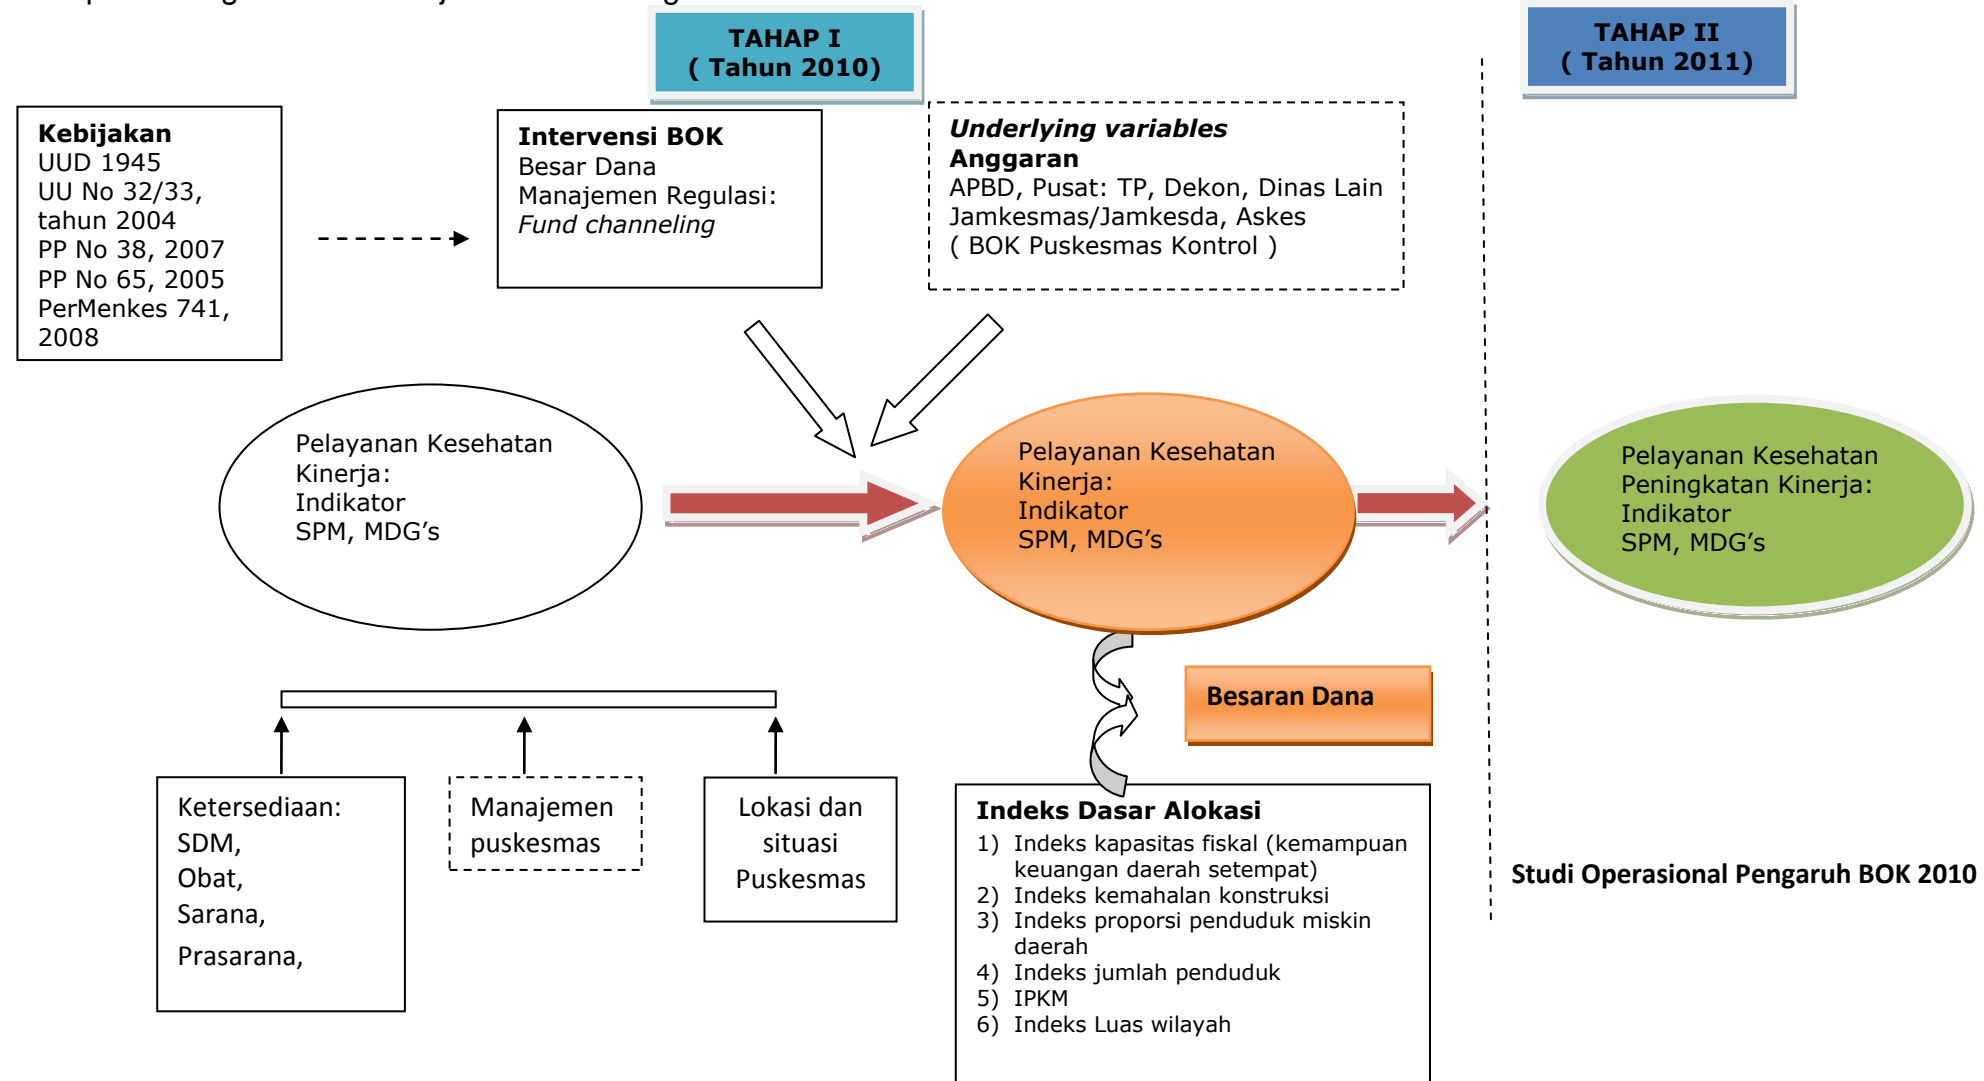 TAHAP I
( Tahun 2010)
TAHAP II
( Tahun 2011)
Kebijakan
UUD 1945
UU No 32/33,
tahun 2004
PP No 38, 2007
PP No 65, 2005
PerMenkes 741,
2008
Intervensi BOK
Besar Dana
Manajemen Regulasi:
Fund channeling
Underlying variables
Anggaran
APBD, Pusat: TP, Dekon, Dinas Lain
Jamkesmas/Jamkesda, Askes
( BOK Puskesmas Kontrol )
Pelayanan Kesehatan
Kinerja:
Indikator
SPM, MDG’s
Pelayanan Kesehatan
Kinerja:
Indikator
SPM, MDG’s
Pelayanan Kesehatan
Peningkatan Kinerja:
Indikator
SPM, MDG’s
Besaran Dana
Ketersediaan:
SDM,
Obat,
Sarana,
Prasarana,
Manajemen
puskesmas
Lokasi dan
situasi
Puskesmas
Indeks Dasar Alokasi
1) Indeks kapasitas fiskal (kemampuan
keuangan daerah setempat)
2) Indeks kemahalan konstruksi
3) Indeks proporsi penduduk miskin
daerah
4) Indeks jumlah penduduk
5) IPKM
6) Indeks Luas wilayah
Studi Operasional Pengaruh BOK 2010